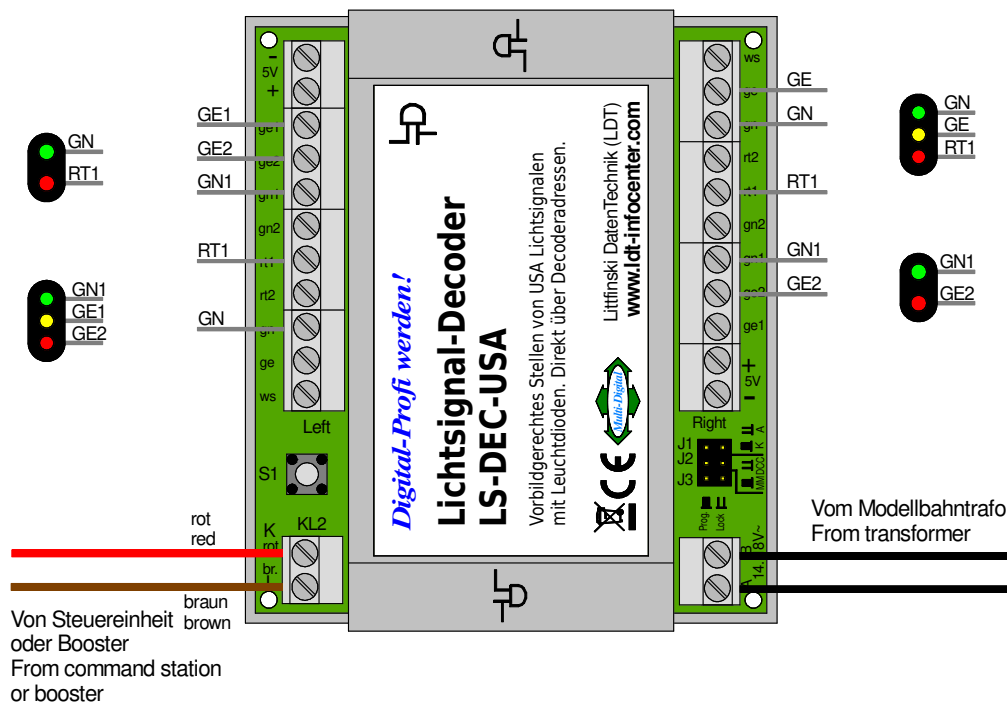 GN
RT1
GN1
GE1
GE2
GE1
GE2
GN1
RT1
GN
-
5V
+
ge1
ge2
gn1
gn2
rt1
rt2
gn
ge
ws
Left
S1
KL2
K
rot
br.
rot
red
braun
brown
Von Steuereinheit
oder Booster
From command station
or booster
Digital-Profi werden!
Lichtsignal-Decoder
LS-DEC-USA
Vorbildgerechtes Stellen von USA Lichtsignalen
mit Leuchtdioden. Direkt über Decoderadressen.
Littfinski DatenTechnik (LDT)
www.ldt-infocenter.com
Multi-Digital
CE
ws
ge
gn
rt2
rt1
gn2
gn1
ge2
ge1
+
5V
-
Right
J1
J2
J3
A
K
DCC
MM
Prog.
Lock
B
A
14...18V~
GE
GN
RT1
GN1
GE2
GN
GE
RT1
GN1
GE2
Vom Modellbahntrafo
From transformer